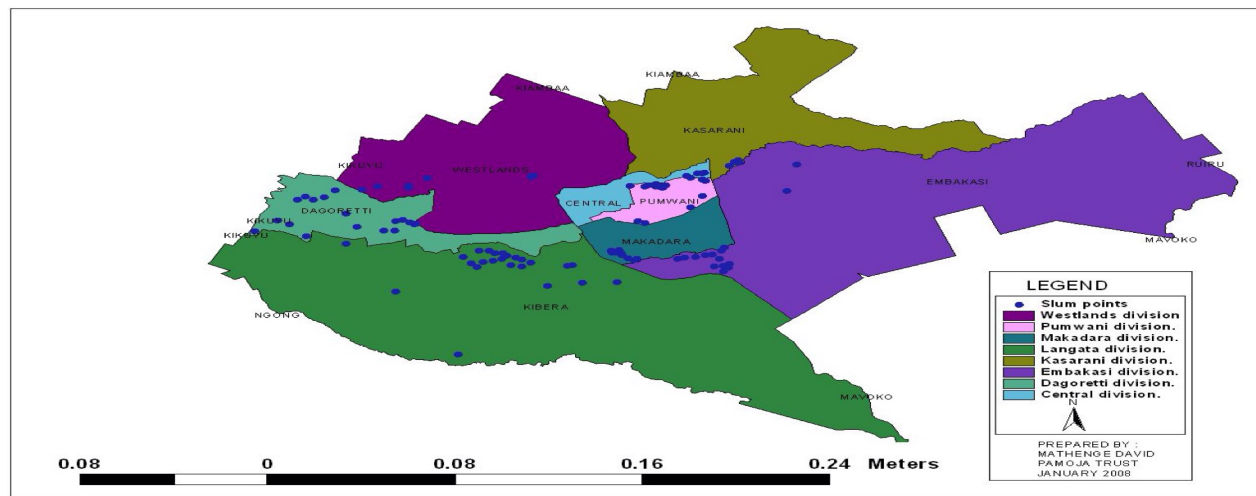 KIAMBAA
KIAMBAA
KASARANI
KIKUYU
WESTLANDS
RUIRU
EMBAKASI
CENTRAL
PUMWANI
DAGORETTI
KIKUYU
KIKUYU
MAVOKO
MAKADARA
NGONG
KIBERA
MAVOKO
LEGEND
Slum points
Westlands division
Pumwani division.
Makadara division.
Langata division.
Kasarani division.
Embakasi division.
Dagoretti division.
Central division.
N
PREPARED BY :
MATHENGE DAVID
PAMOJA TRUST
JANUARY 2008
0.08 0 0.08 0.16 0.24 Meters